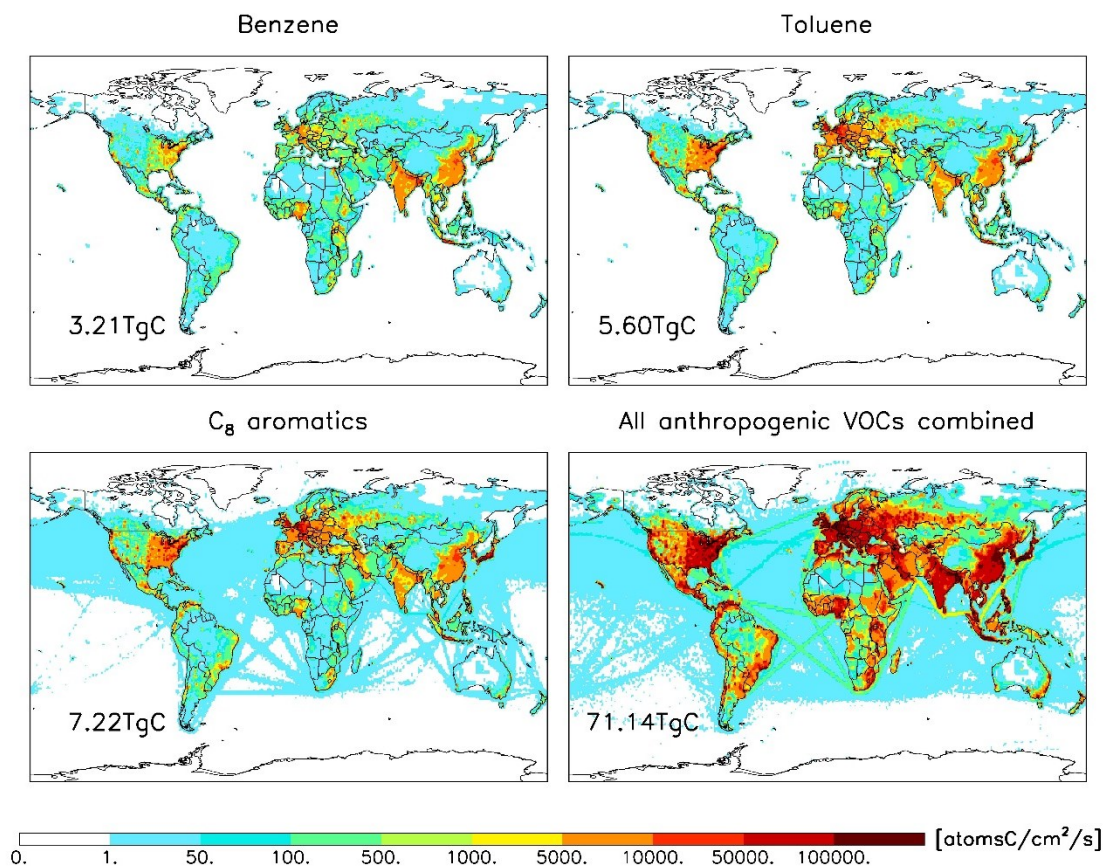 Benzene
Toluene
3.21TgC
5.60TgC
C₈ aromatics
All anthropogenic VOCs combined
7.22TgC
71.14TgC
0. 1. 50. 100. 500. 1000. 5000. 10000. 50000. 100000. [atomsC/cm²/s]